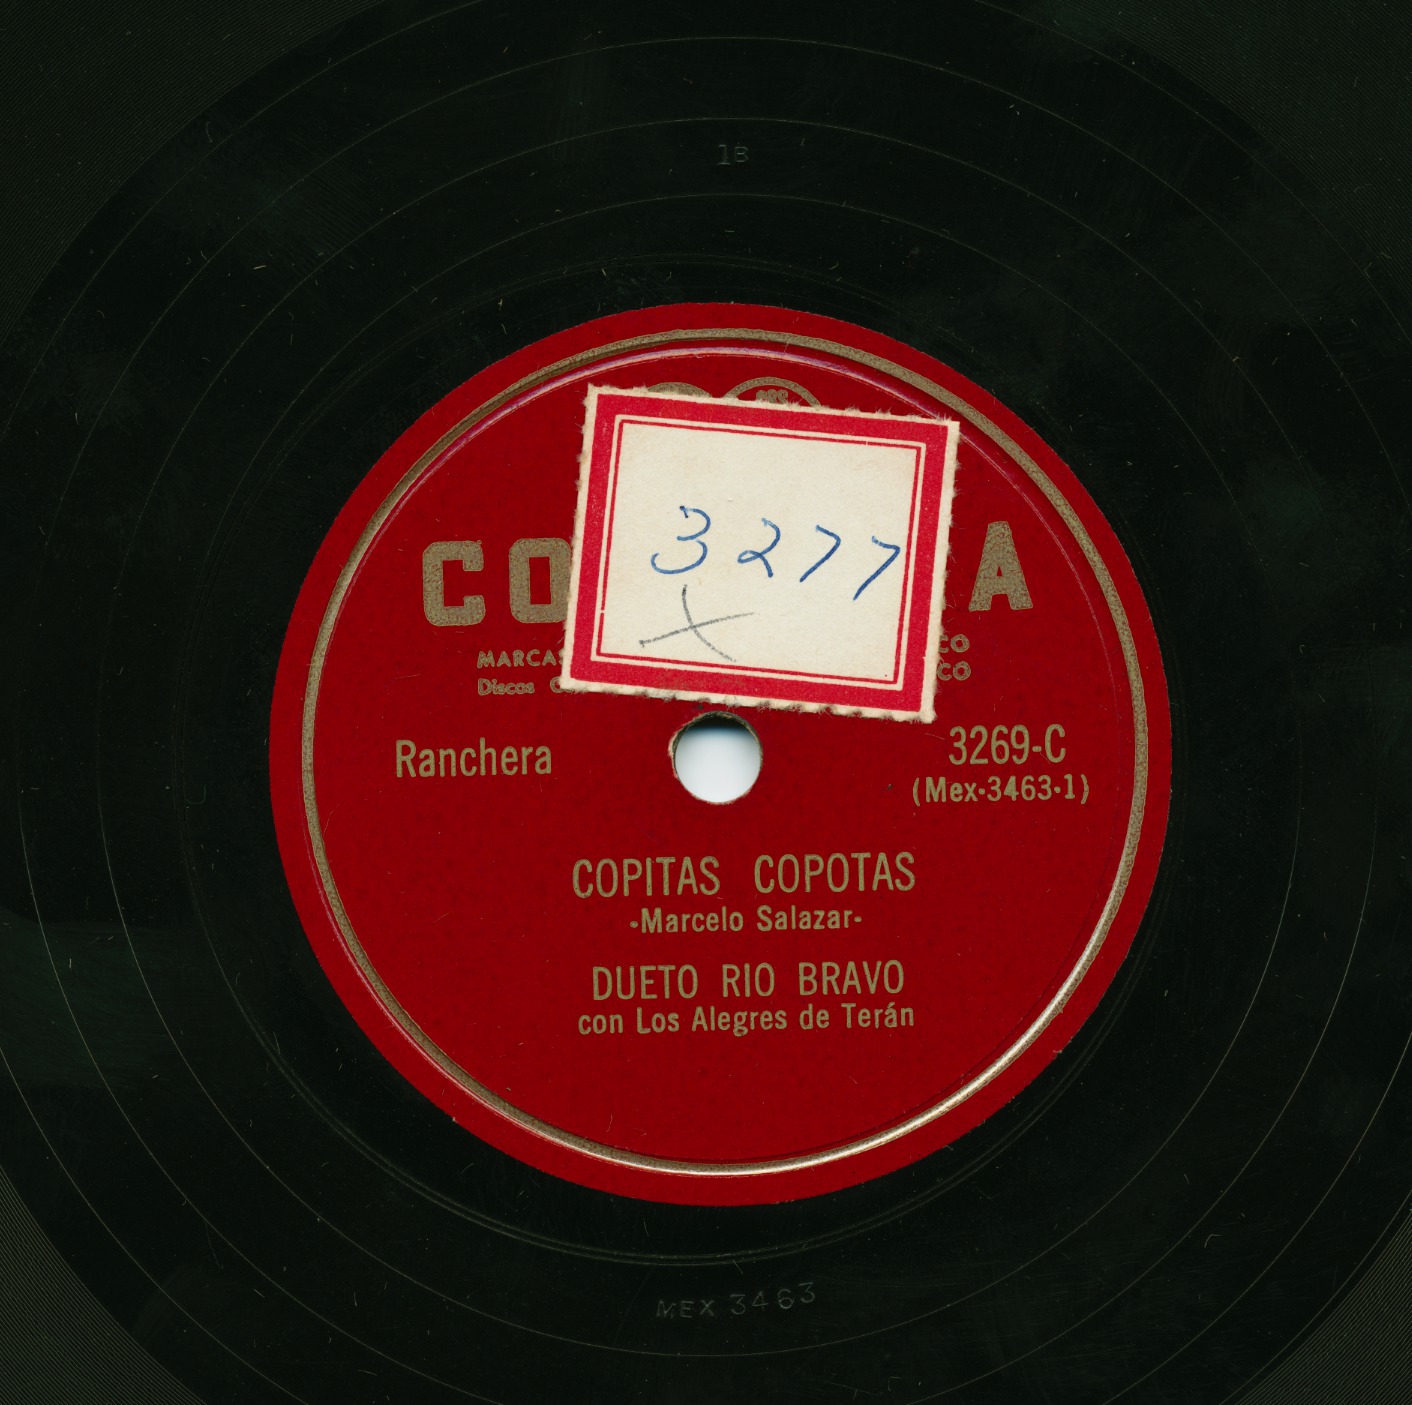 1B
3277
X
CO A
MARCAS CO
Discos CO
Ranchera
3269-C
(Mex·3463·1)
COPITAS COPOTAS
-Marcelo Salazar-
DUETO RIO BRAVO
con Los Alegres de Terán
MEX 3463